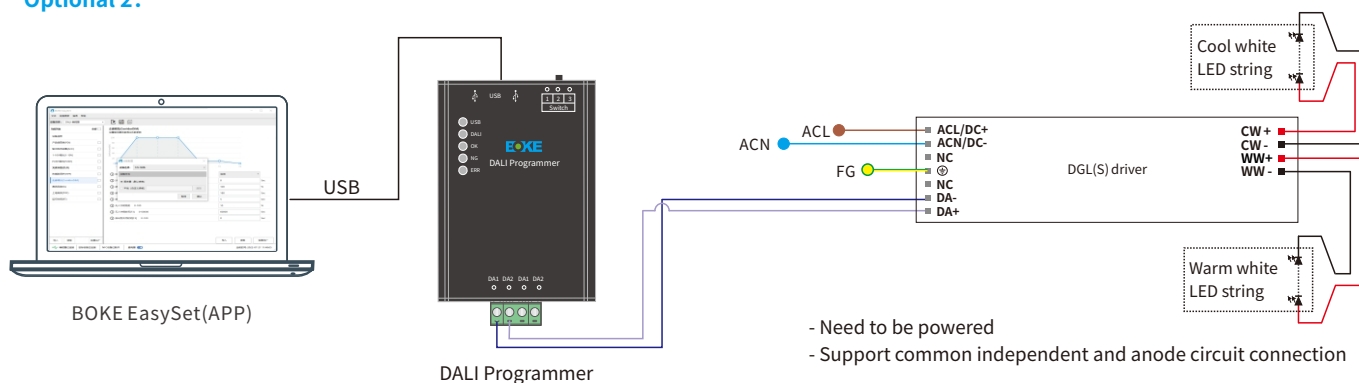 Optional 2:
USB
BOKE EasySet(APP)
USB
1 2 3
Switch
USB
DALI
OK
NG
ERR
BOKE
DALI Programmer
DA1 DA2 DA1 DA2
DALI Programmer
ACL
ACN
FG
ACL/DC+
ACN/DC-
NC
NC
DA-
DA+
DGL(S) driver
CW+
CW-
WW+
WW-
Cool white
LED string
Warm white
LED string
- Need to be powered
- Support common independent and anode circuit connection